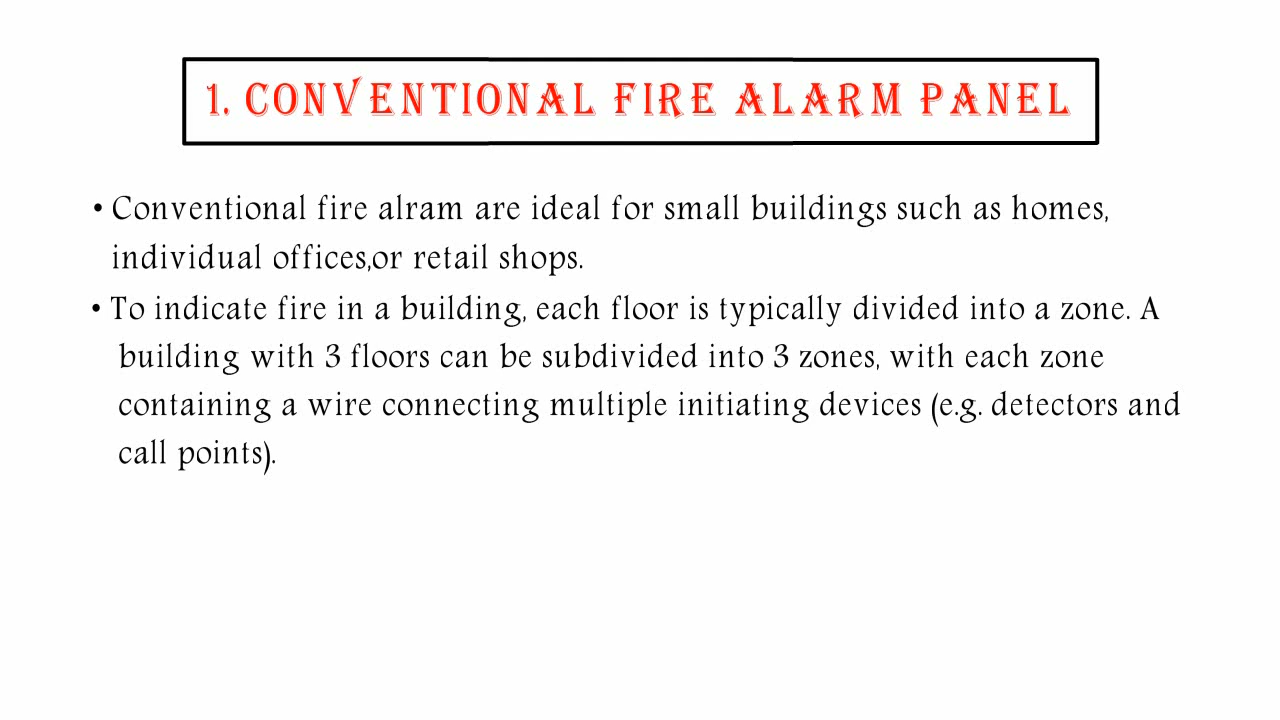 1. CONVENTIONAL FIRE ALARM PANEL
• Conventional fire alram are ideal for small buildings such as homes,
individual offices,or retail shops.
• To indicate fire in a building, each floor is typically divided into a zone. A
building with 3 floors can be subdivided into 3 zones, with each zone
containing a wire connecting multiple initiating devices (e.g. detectors and
call points).